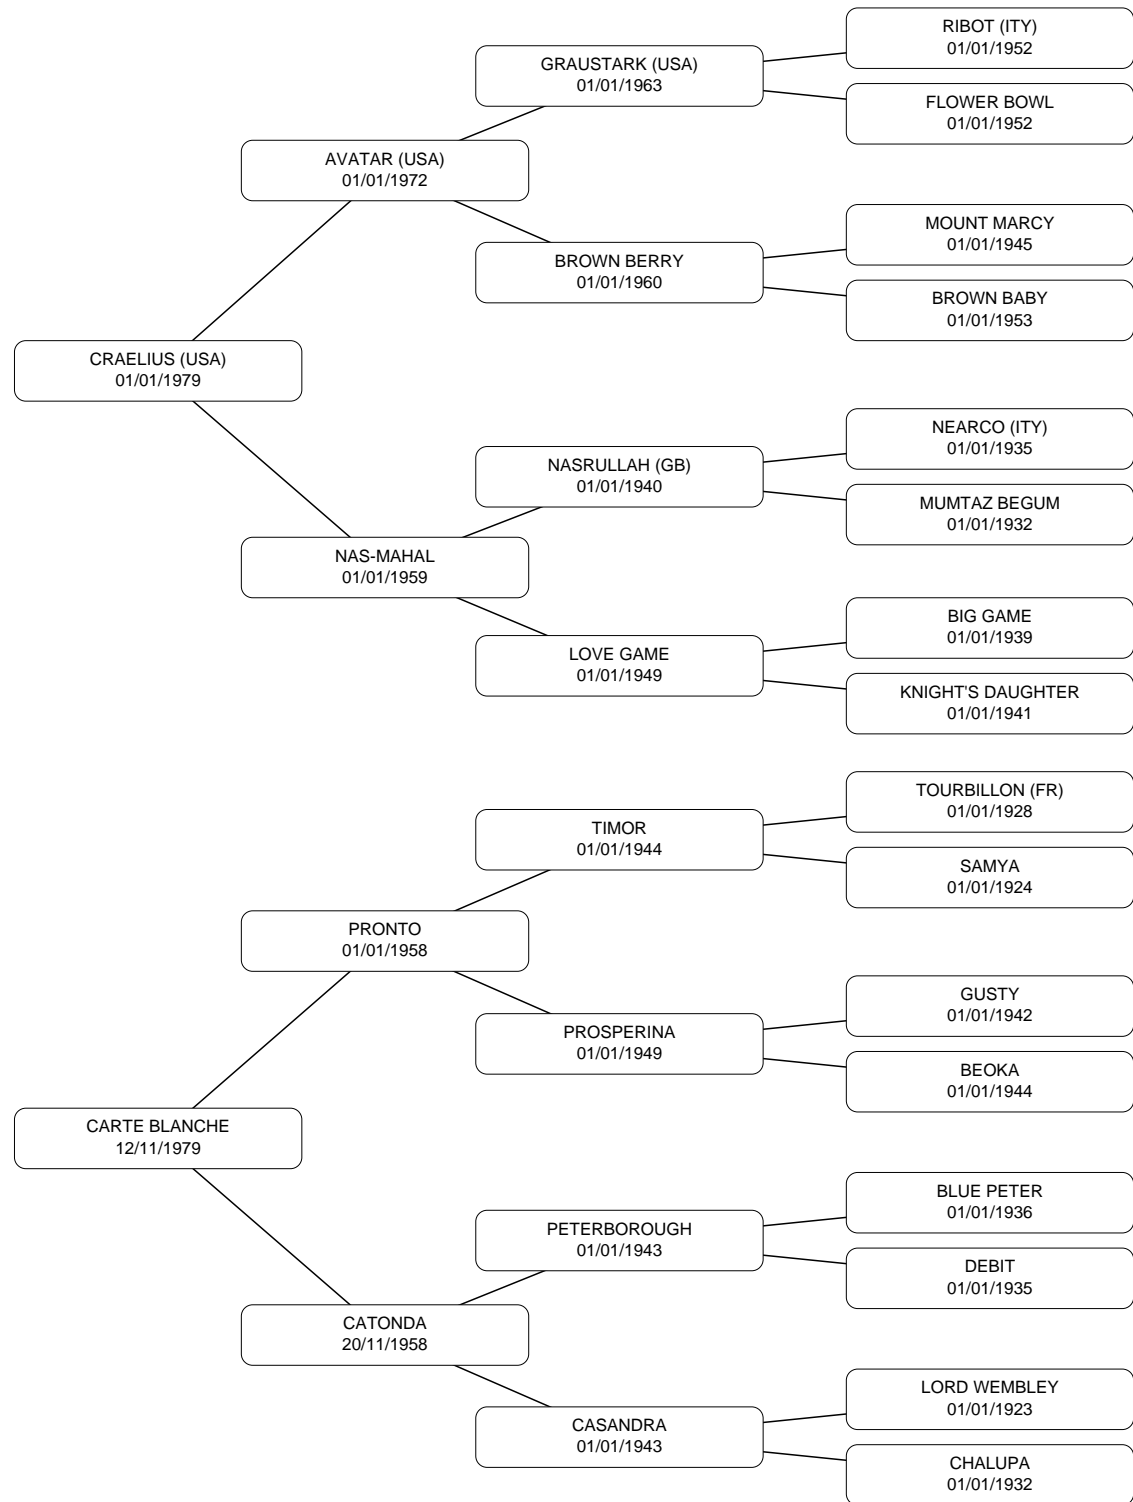 RIBOT (ITY)
01/01/1952
GRAUSTARK (USA)
01/01/1963
FLOWER BOWL
01/01/1952
AVATAR (USA)
01/01/1972
MOUNT MARCY
01/01/1945
BROWN BERRY
01/01/1960
BROWN BABY
01/01/1953
CRAELIUS (USA)
01/01/1979
NEARCO (ITY)
01/01/1935
NASRULLAH (GB)
01/01/1940
MUMTAZ BEGUM
01/01/1932
NAS-MAHAL
01/01/1959
BIG GAME
01/01/1939
LOVE GAME
01/01/1949
KNIGHT'S DAUGHTER
01/01/1941
TOURBILLON (FR)
01/01/1928
TIMOR
01/01/1944
SAMYA
01/01/1924
PRONTO
01/01/1958
GUSTY
01/01/1942
PROSPERINA
01/01/1949
BEOKA
01/01/1944
CARTE BLANCHE
12/11/1979
BLUE PETER
01/01/1936
PETERBOROUGH
01/01/1943
DEBIT
01/01/1935
CATONDA
20/11/1958
LORD WEMBLEY
01/01/1923
CASANDRA
01/01/1943
CHALUPA
01/01/1932